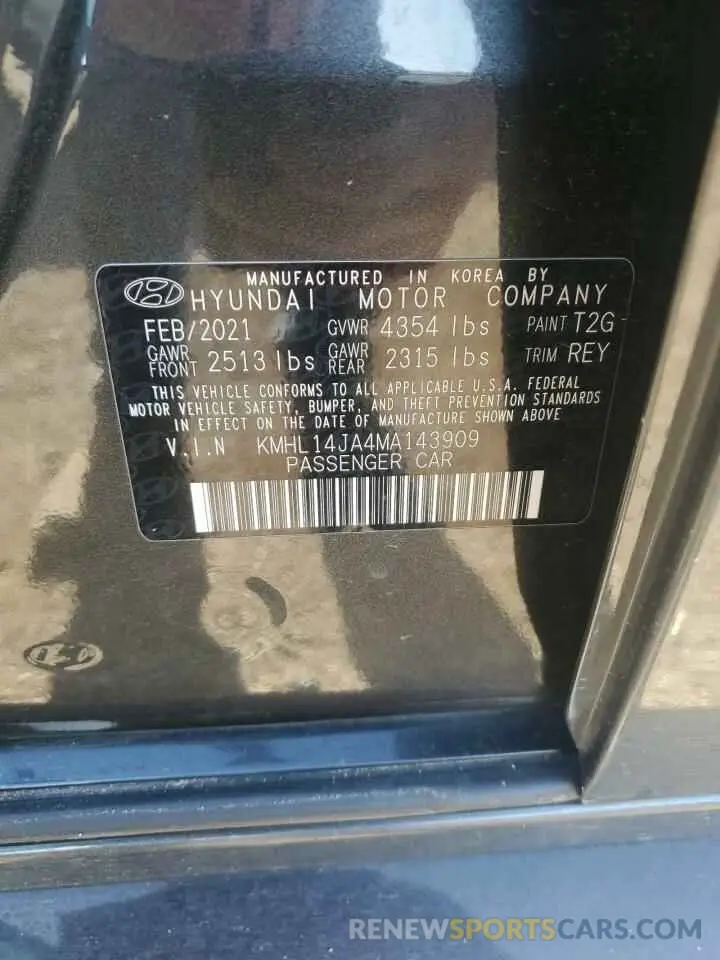 MANUFACTURED IN KOREA BY
HYUNDAI MOTOR COMPANY
FEB/2021 GVWR 4354 lbs PAINT T2G
GAWR FRONT 2513 lbs GAWR REAR 2315 lbs TRIM REY
THIS VEHICLE CONFORMS TO ALL APPLICABLE U.S.A. FEDERAL
MOTOR VEHICLE SAFETY, BUMPER, AND THEFT PREVENTION STANDARDS
IN EFFECT ON THE DATE OF MANUFACTURE SHOWN ABOVE
V.I.N KMHL14JA4MA143909
PASSENGER CAR
RENEWSPORTSCARS.COM